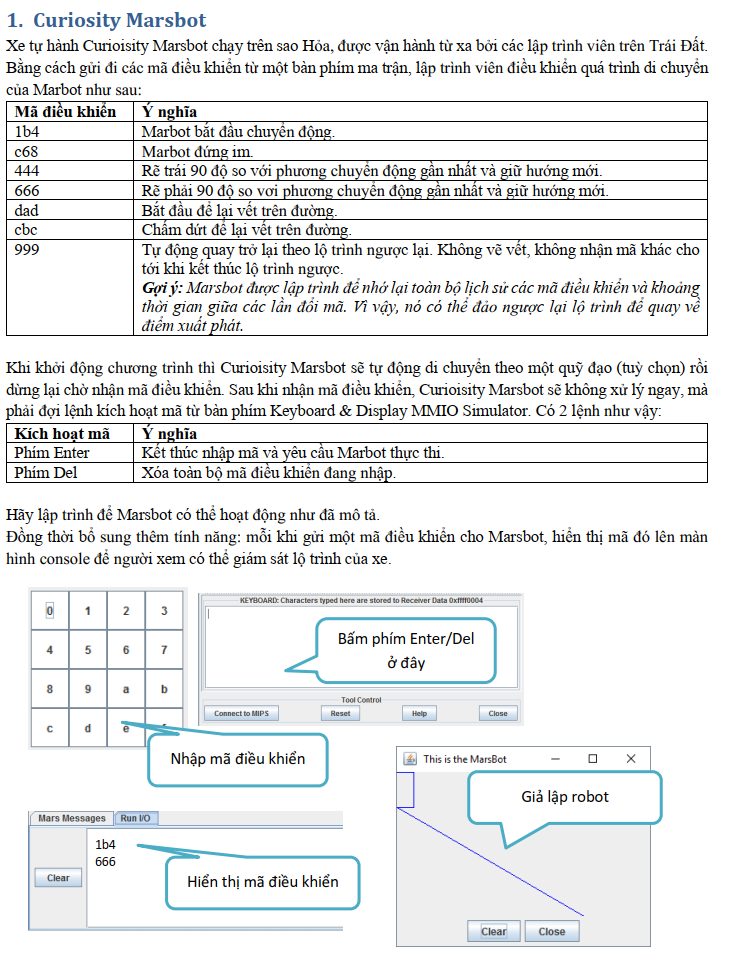 1. Curiosity Marsbot
Xe tự hành Curioisity Marsbot chạy trên sao Hỏa, được vận hành từ xa bởi các lập trình viên trên Trái Đất.
Bằng cách gửi đi các mã điều khiển từ một bàn phím ma trận, lập trình viên điều khiển quá trình di chuyển
của Marbot như sau:
Mã điều khiển Ý nghĩa
1b4 Marbot bắt đầu chuyển động.
c68 Marbot đứng im.
444 Rẽ trái 90 độ so với phương chuyển động gần nhất và giữ hướng mới.
666 Rẽ phải 90 độ so vơi phương chuyển động gần nhất và giữ hướng mới.
dad Bắt đầu để lại vết trên đường.
cbc Chấm dứt để lại vết trên đường.
999 Tự động quay trở lại theo lộ trình ngược lại. Không vẽ vết, không nhận mã khác cho
tới khi kết thúc lộ trình ngược.
Gợi ý: Marsbot được lập trình để nhớ lại toàn bộ lịch sử các mã điều khiển và khoảng
thời gian giữa các lần đổi mã. Vì vậy, nó có thể đảo ngược lại lộ trình để quay về
điểm xuất phát.
Khi khởi động chương trình thì Curioisity Marsbot sẽ tự động di chuyển theo một quỹ đạo (tuỳ chọn) rồi
dừng lại chờ nhận mã điều khiển. Sau khi nhận mã điều khiển, Curioisity Marsbot sẽ không xử lý ngay, mà
phải đợi lệnh kích hoạt mã từ bàn phím Keyboard & Display MMIO Simulator. Có 2 lệnh như vậy:
Kích hoạt mã Ý nghĩa
Phím Enter Kết thúc nhập mã và yêu cầu Marbot thực thi.
Phím Del Xóa toàn bộ mã điều khiển đang nhập.
Hãy lập trình để Marsbot có thể hoạt động như đã mô tả.
Đồng thời bổ sung thêm tính năng: mỗi khi gửi một mã điều khiển cho Marsbot, hiển thị mã đó lên màn
hình console để người xem có thể giám sát lộ trình của xe.
0 1 2 3
4 5 6 7
8 9 a b
c d e
KEYBOARD: Characters typed here are stored to Receiver Data 0xffff0004
Bấm phím Enter/Del
ở đây
Tool Control
Connect to MIPS Reset Help Close
Nhập mã điều khiển
This is the MarsBot
Giả lập robot
Clear Close
Mars Messages Run I/O
1b4
666
Clear
Hiển thị mã điều khiển